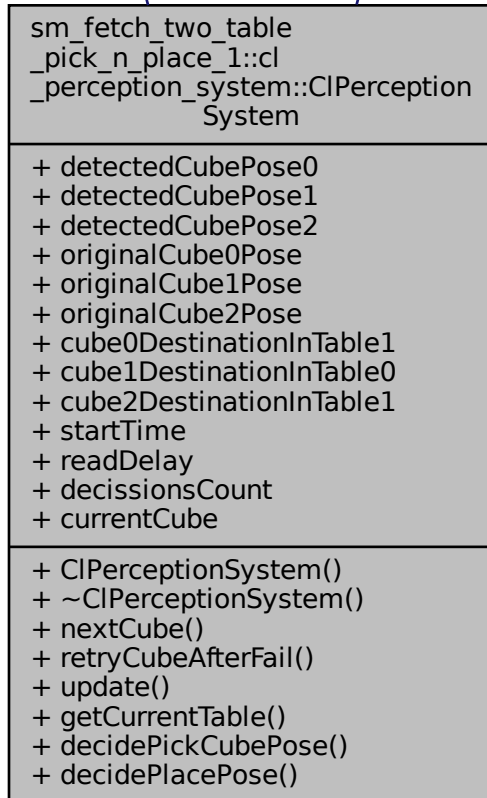 sm_fetch_two_table
_pick_n_place_1::cl
_perception_system::ClPerception
System
+ detectedCubePose0
+ detectedCubePose1
+ detectedCubePose2
+ originalCube0Pose
+ originalCube1Pose
+ originalCube2Pose
+ cube0DestinationInTable1
+ cube1DestinationInTable0
+ cube2DestinationInTable1
+ startTime
+ readDelay
+ decissionsCount
+ currentCube
+ ClPerceptionSystem()
+ ~ClPerceptionSystem()
+ nextCube()
+ retryCubeAfterFail()
+ update()
+ getCurrentTable()
+ decidePickCubePose()
+ decidePlacePose()